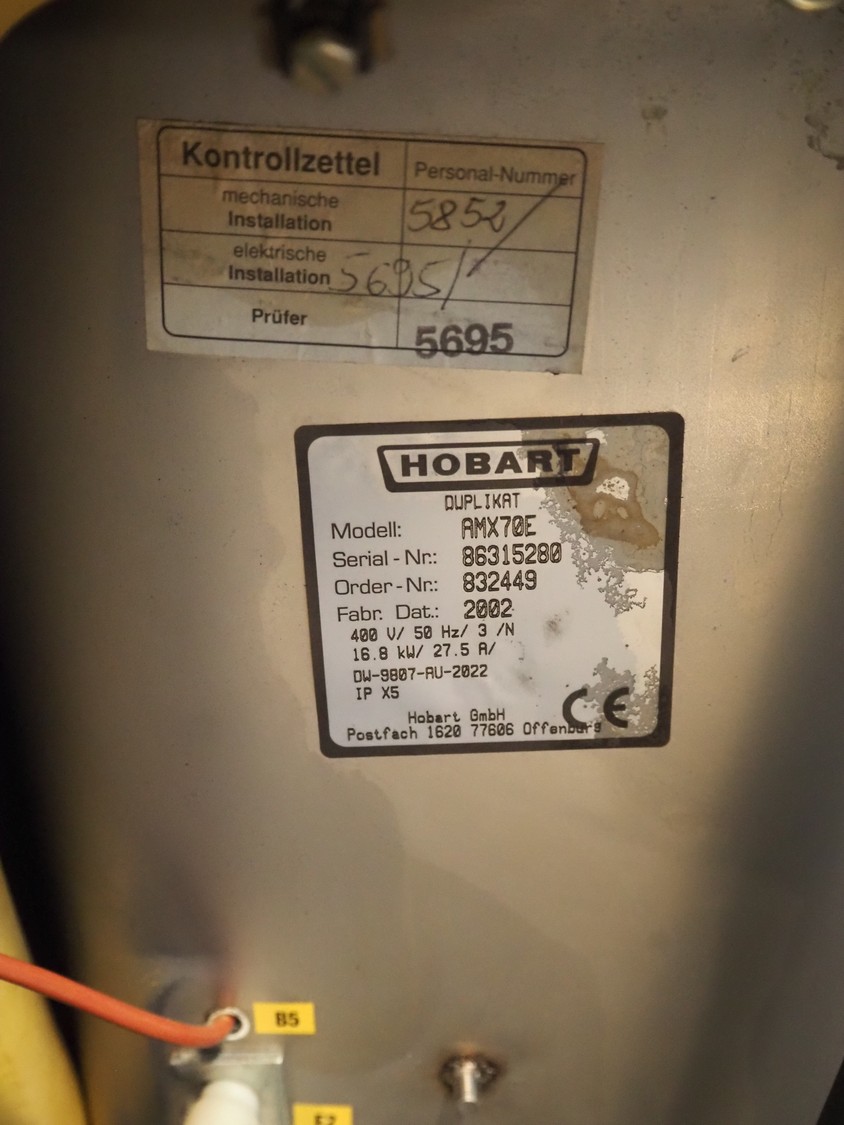 Kontrollzettel Personal-Nummer
mechanische
Installation 5852
elektrische
Installation 5695
Prüfer 5695
HOBART
DUPLIKAT
Modell: AMX70E
Serial-Nr.: 86315280
Order-Nr.: 832449
Fabr. Dat.: 2002
400 V/ 50 Hz/ 3 /N
16.8 kW/ 27.5 A/
DW-9807-AU-2022
IP X5
CE
Hobart GmbH
Postfach 1620 77606 Offenburg
B5